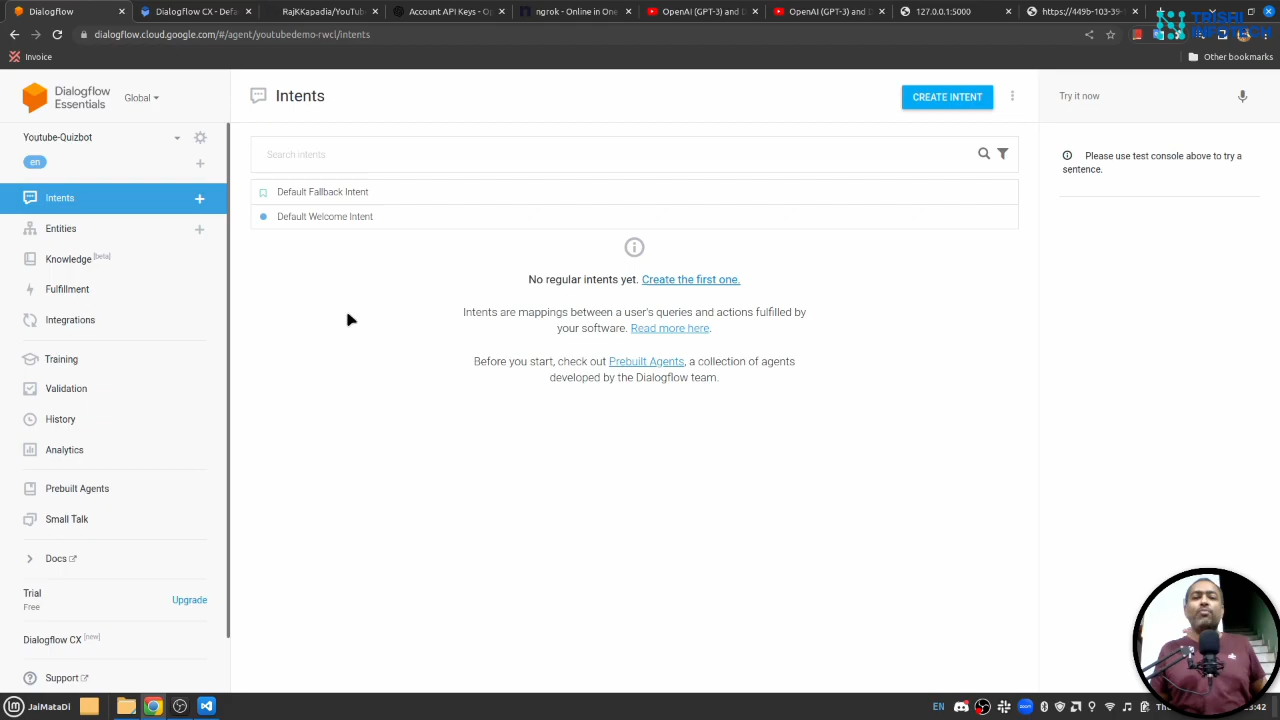 Dialogflow
Dialogflow CX - Defa
RajKKapadia/YouTub
Account API Keys - Op
ngrok - Online in One
OpenAI (GPT-3) and D
OpenAI (GPT-3) and D
127.0.0.1:5000
https://449b-103-39-
dialogflow.cloud.google.com/#/agent/youtubedemo-rwcl/intents
TRISHI
INFOTECH
Invoice
Other bookmarks
Dialogflow
Essentials
Global
Intents
CREATE INTENT
Try it now
Youtube-Quizbot
en
Search intents
Please use test console above to try a
sentence.
Intents
Default Fallback Intent
Default Welcome Intent
Entities
Knowledge [beta]
Fulfillment
Integrations
Training
Validation
History
Analytics
Prebuilt Agents
Small Talk
Docs
Trial
Free
Upgrade
Dialogflow CX [new]
Support
No regular intents yet. Create the first one.
Intents are mappings between a user's queries and actions fulfilled by
your software. Read more here.
Before you start, check out Prebuilt Agents, a collection of agents
developed by the Dialogflow team.
JaiMataDi
EN
zoom